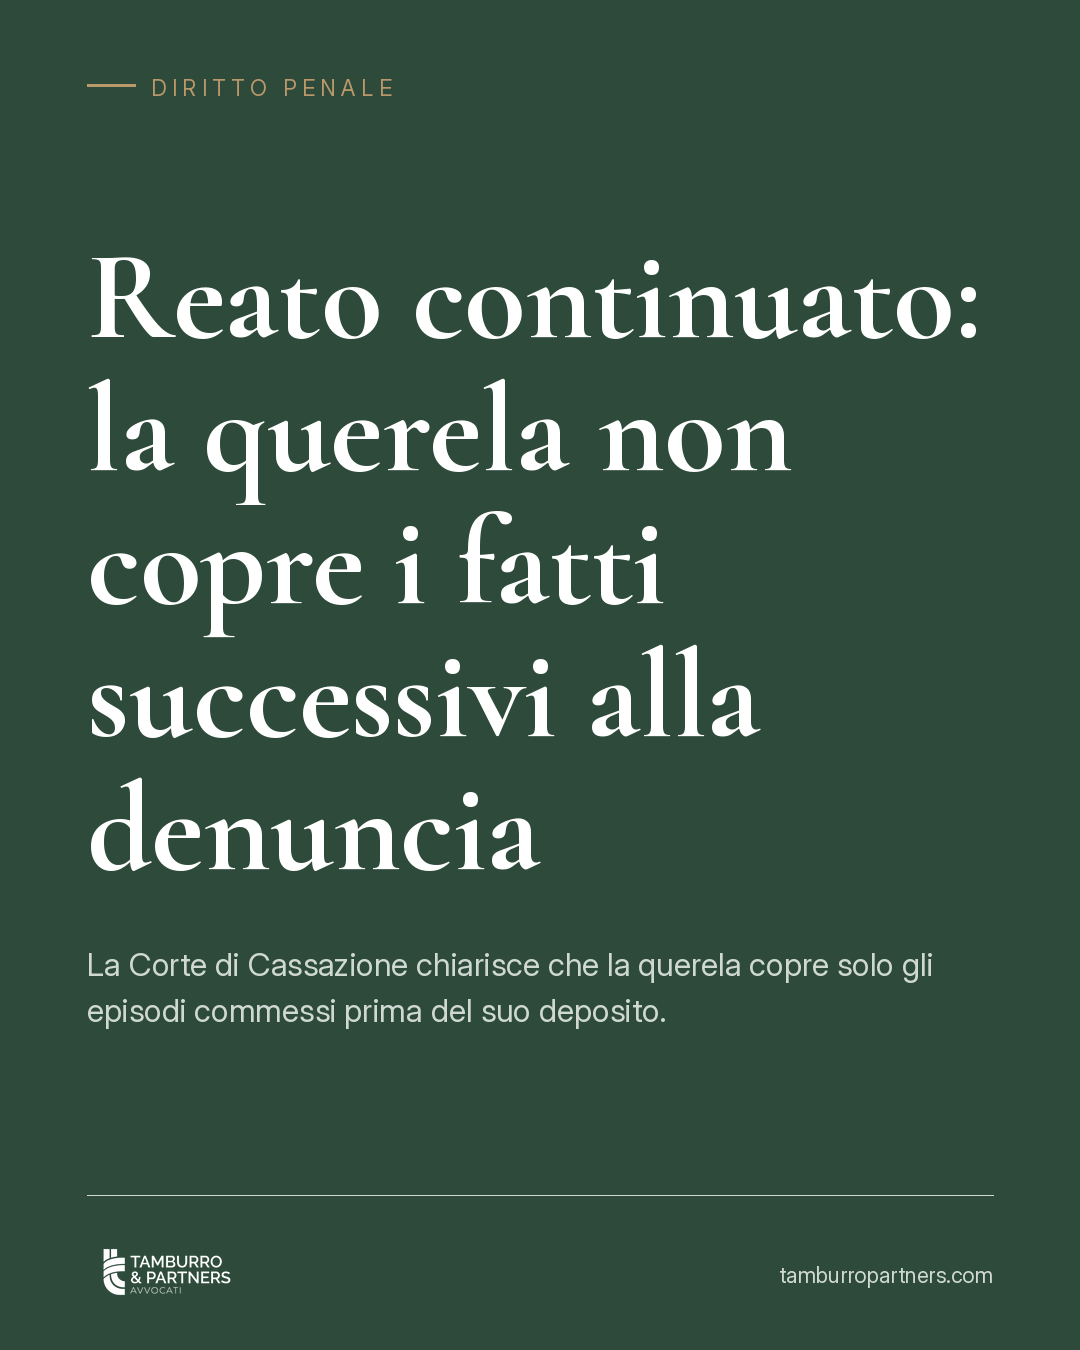 DIRITTO PENALE
Reato continuato:
la querela non
copre i fatti
successivi alla
denuncia
La Corte di Cassazione chiarisce che la querela copre solo gli
episodi commessi prima del suo deposito.
TAMBURRO
& PARTNERS
AVVOCATI
tamburropartners.com